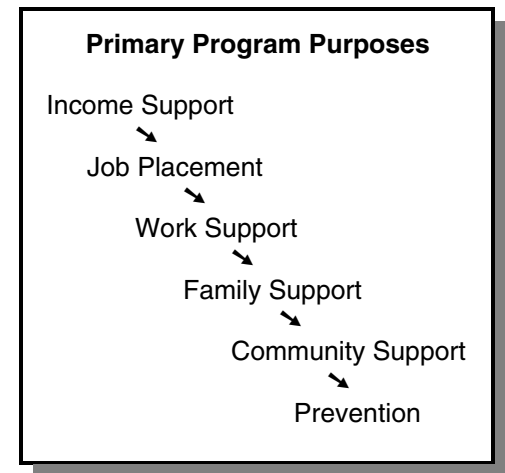 Primary Program Purposes
Income Support
Job Placement
Work Support
Family Support
Community Support
Prevention